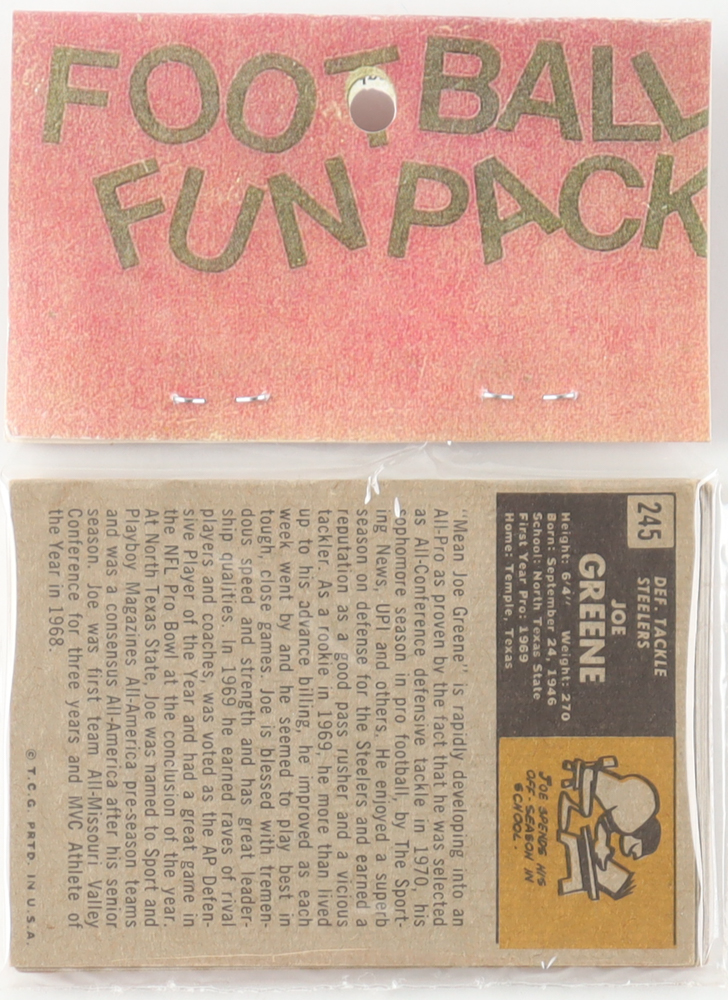 FOOTBALL
FUN PACK
245
DEF. TACKLE
STEELERS
JOE
GREENE
Height: 6'4" Weight: 270
Born: September 24, 1946
School: North Texas State
First Year Pro: 1969
Home: Temple, Texas
JOE SPENDS HIS
OFF-SEASON IN
SCHOOL.
"Mean Joe Greene" is rapidly developing into an
All-Pro as proven by the fact that he was selected
as All-Conference defensive tackle in 1970, his
sophomore season in pro football, by The Sport-
ing News, UPI and others. He enjoyed a superb
season on defense for the Steelers and earned a
reputation as a good pass rusher and a vicious
tackler. As a rookie in 1969, he more than lived
up to his advance billing, he improved as each
week went by and he seemed to play best in
tough, close games. Joe is blessed with tremen-
dous speed and strength and has great leader-
ship qualities. In 1969 he earned raves of rival
players and coaches, was voted as the AP Defen-
sive Player of the Year and had a great game in
the NFL Pro Bowl at the conclusion of the year.
At North Texas State, Joe was named to Sport and
Playboy Magazines All-America pre-season teams
and was a consensus All-America after his senior
season. Joe was first team All-Missouri Valley
Conference for three years and MVC Athlete of
the Year in 1968.
© T.C.G. PRTD. IN U.S.A.